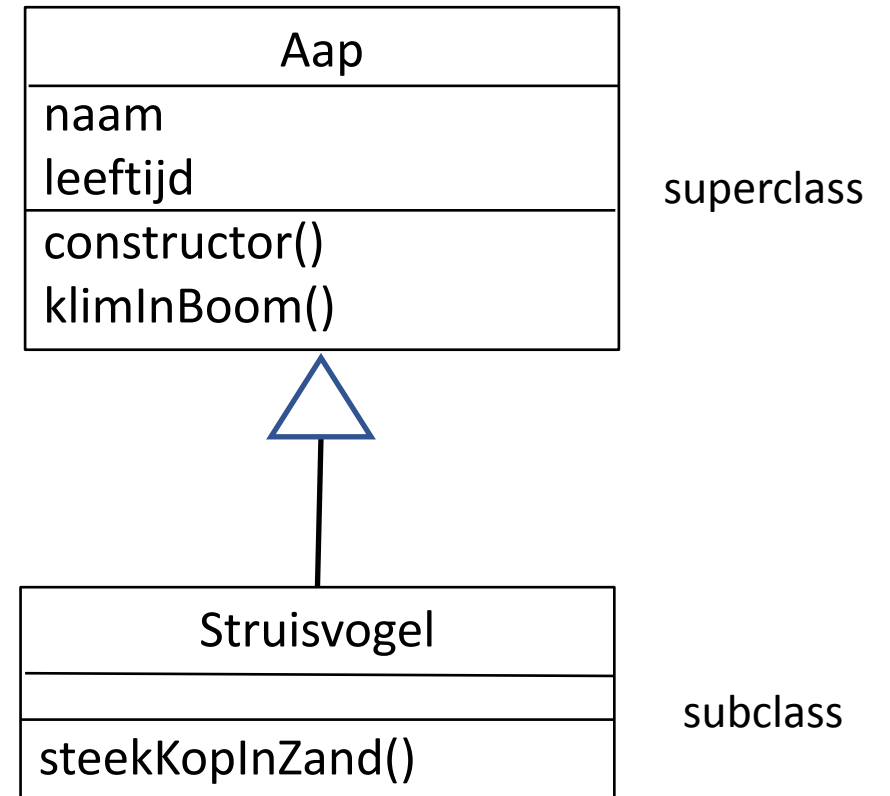 Aap
naam
leeftijd
superclass
constructor()
klimInBoom()
Struisvogel
subclass
steekKopInZand()